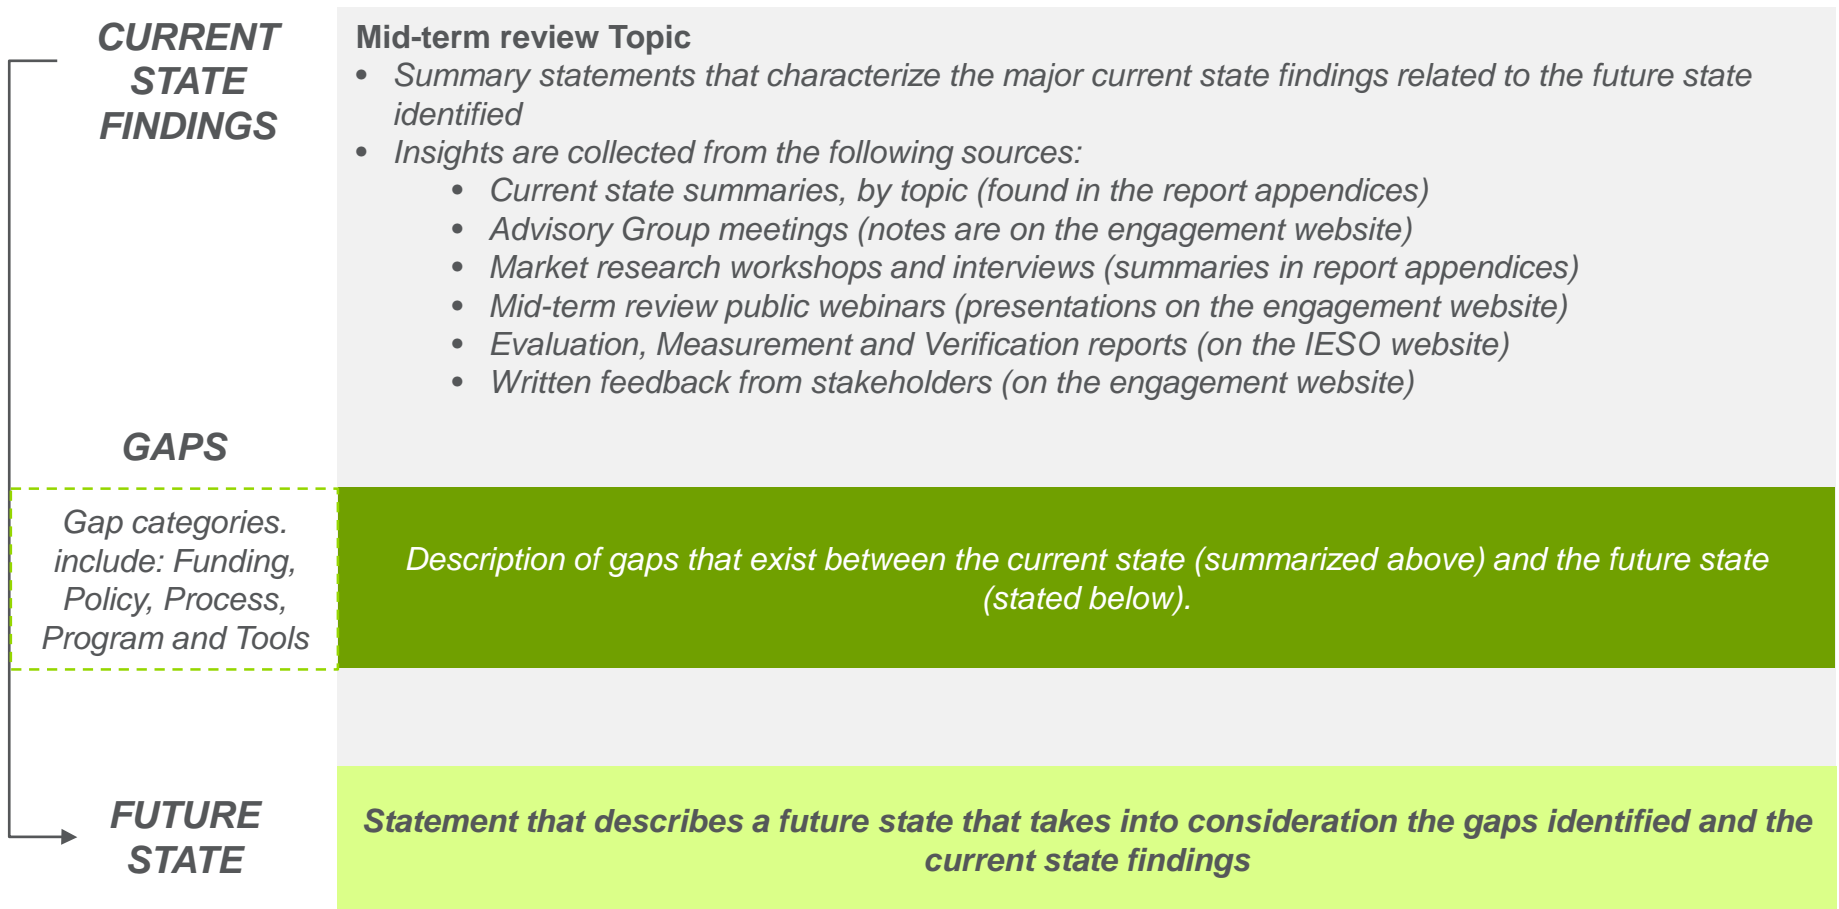 CURRENT
STATE
FINDINGS
Mid-term review Topic
• Summary statements that characterize the major current state findings related to the future state
identified
• Insights are collected from the following sources:
• Current state summaries, by topic (found in the report appendices)
• Advisory Group meetings (notes are on the engagement website)
• Market research workshops and interviews (summaries in report appendices)
• Mid-term review public webinars (presentations on the engagement website)
• Evaluation, Measurement and Verification reports (on the IESO website)
• Written feedback from stakeholders (on the engagement website)
GAPS
Gap categories.
include: Funding,
Policy, Process,
Program and Tools
Description of gaps that exist between the current state (summarized above) and the future state
(stated below).
FUTURE
STATE
Statement that describes a future state that takes into consideration the gaps identified and the
current state findings